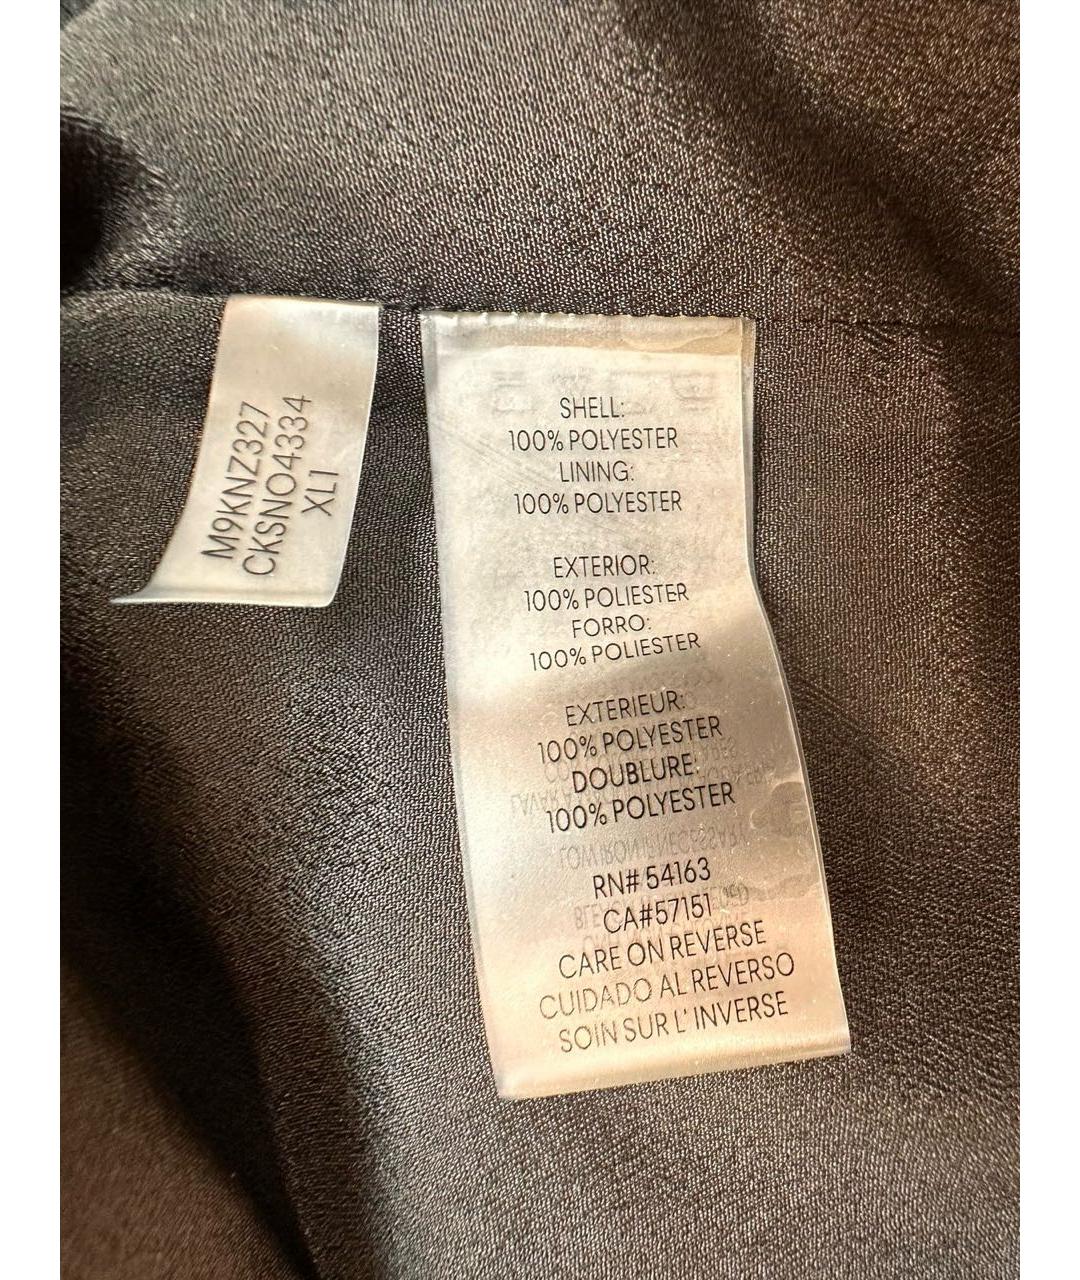 M9KNZ327
CKSNO4334
XL1
SHELL:
100% POLYESTER
LINING:
100% POLYESTER
EXTERIOR:
100% POLIESTER
FORRO:
100% POLIESTER
EXTERIEUR:
100% POLYESTER
DOUBLURE:
100% POLYESTER
RN# 54163
CA#57151
CARE ON REVERSE
CUIDADO AL REVERSO
SOIN SUR L' INVERSE